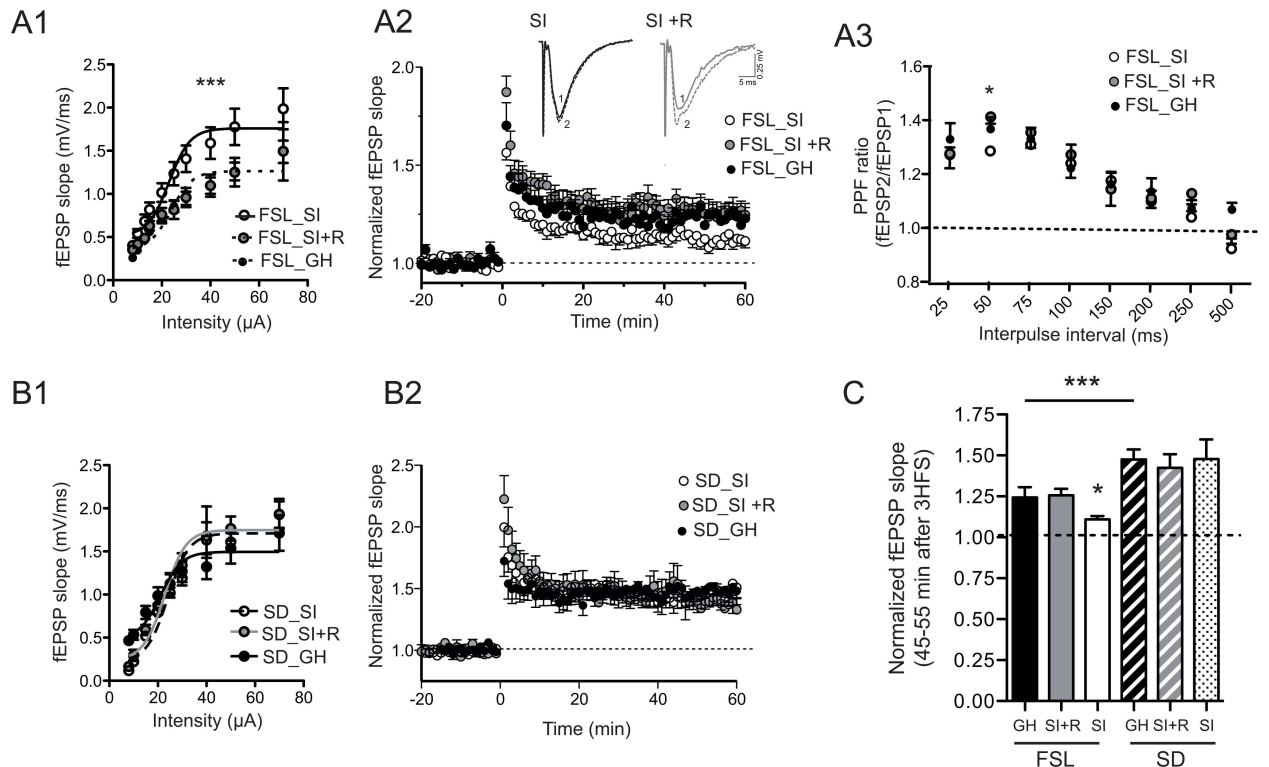 A1
fEPSP slope (mV/ms)
2.5
2.0
1.5
1.0
0.5
0.0
***
FSL_SI
FSL_SI+R
FSL_GH
0 20 40 60 80
Intensity (µA)
A2
SI SI +R
1
2
1
2
0.25 mV
5 ms
Normalized fEPSP slope
2.0
1.5
1.0
FSL_SI
FSL_SI +R
FSL_GH
-20 0 20 40 60
Time (min)
A3
PPF ratio
(fEPSP2/fEPSP1)
1.6
1.4
1.2
1.0
0.8
*
FSL_SI
FSL_SI +R
FSL_GH
25 50 75 100 150 200 250 500
Interpulse interval (ms)
B1
fEPSP slope (mV/ms)
2.5
2.0
1.5
1.0
0.5
0.0
SD_SI
SD_SI+R
SD_GH
0 20 40 60 80
Intensity (µA)
B2
Normalized fEPSP slope
2.5
2.0
1.5
1.0
SD_SI
SD_SI +R
SD_GH
-20 0 20 40 60
Time (min)
C
Normalized fEPSP slope
(45-55 min after 3HFS)
***
1.75
1.50
1.25
1.00
0.75
0.50
0.25
0.00
*
GH SI+R SI GH SI+R SI
FSL SD